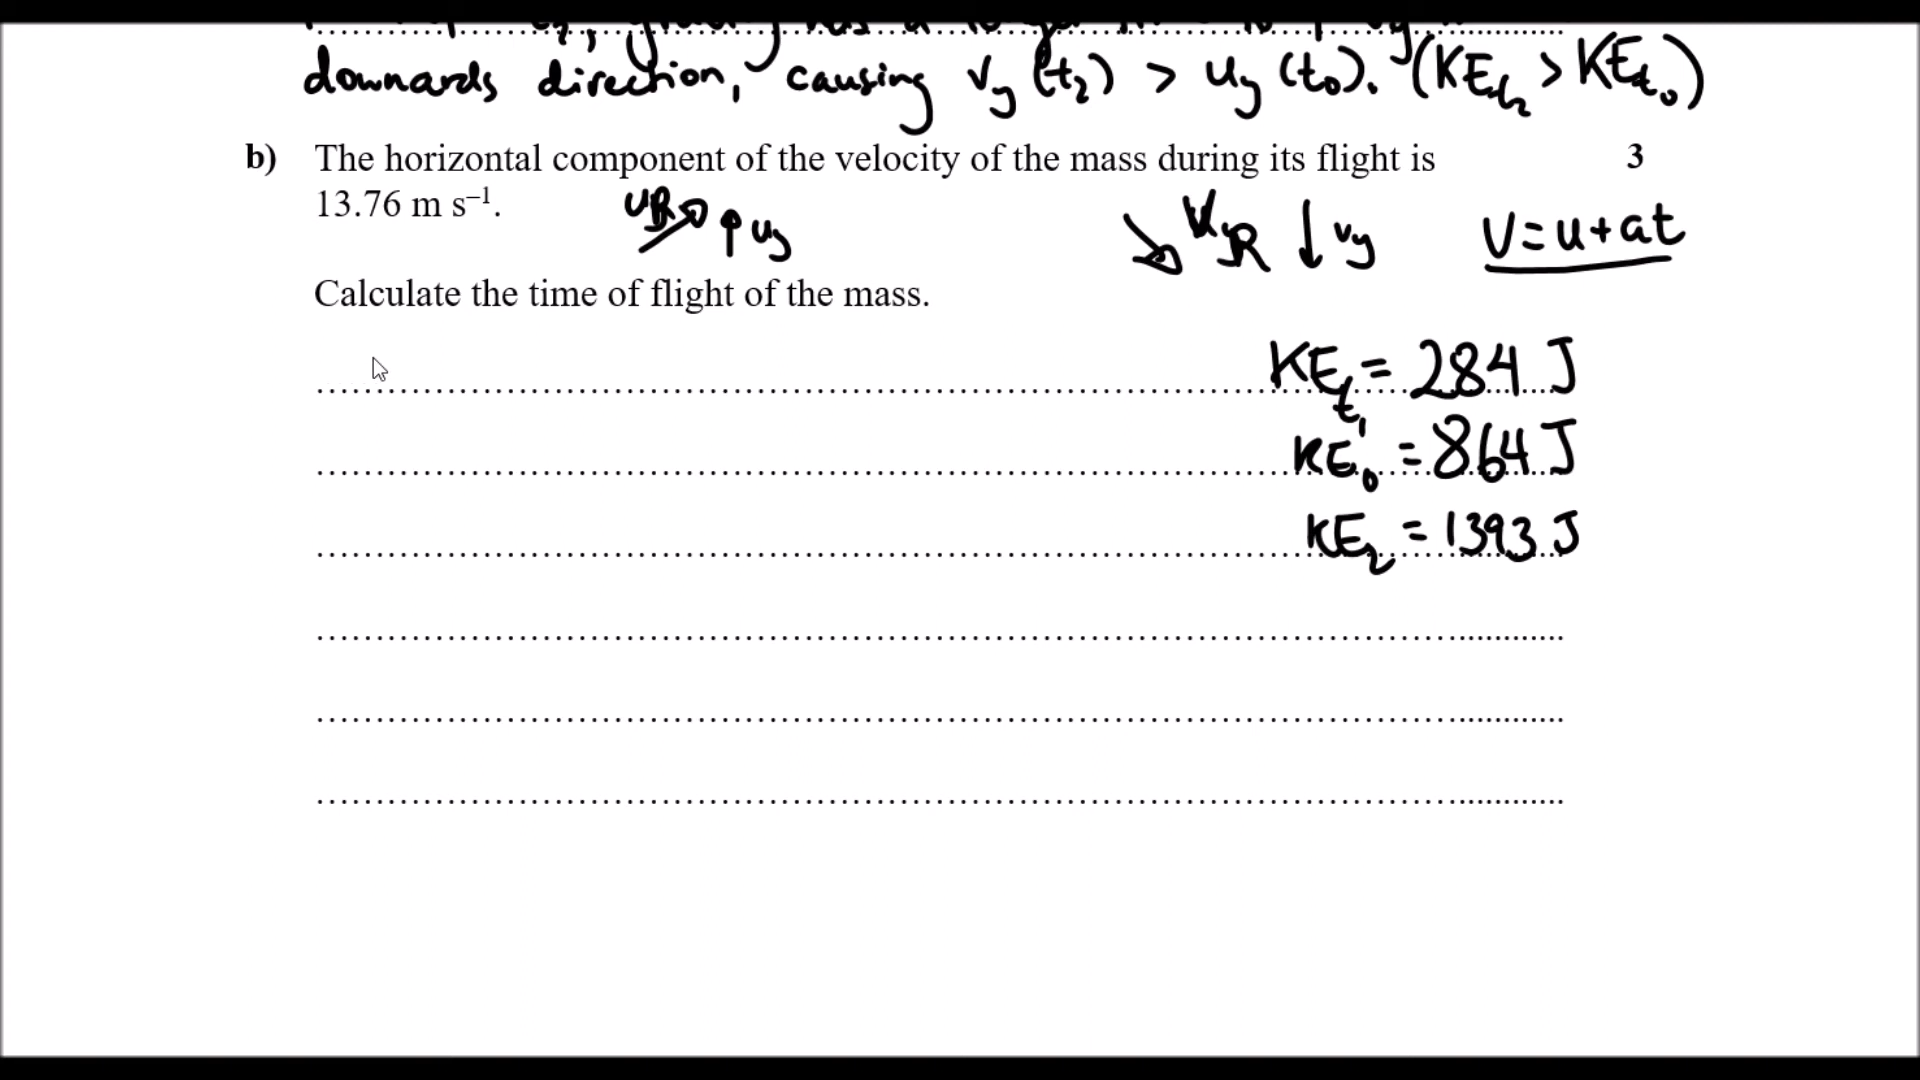 downards direction, causing vy (t₂) > uy (t₀). (KEt₂ > KEt₀)
b) The horizontal component of the velocity of the mass during its flight is 3
13.76 m s⁻¹.
uR uy vR vy v=u+at
Calculate the time of flight of the mass.
KEt₁ = 284 J
KE₀ = 864 J
KE₂ = 1393 J